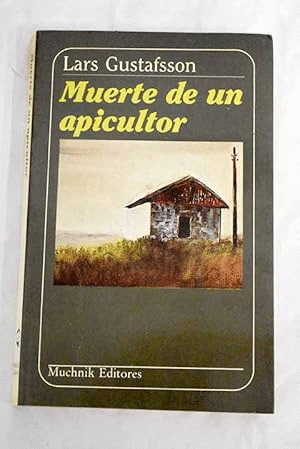 Lars Gustafsson
Muerte de un
apicultor
Muchnik Editores